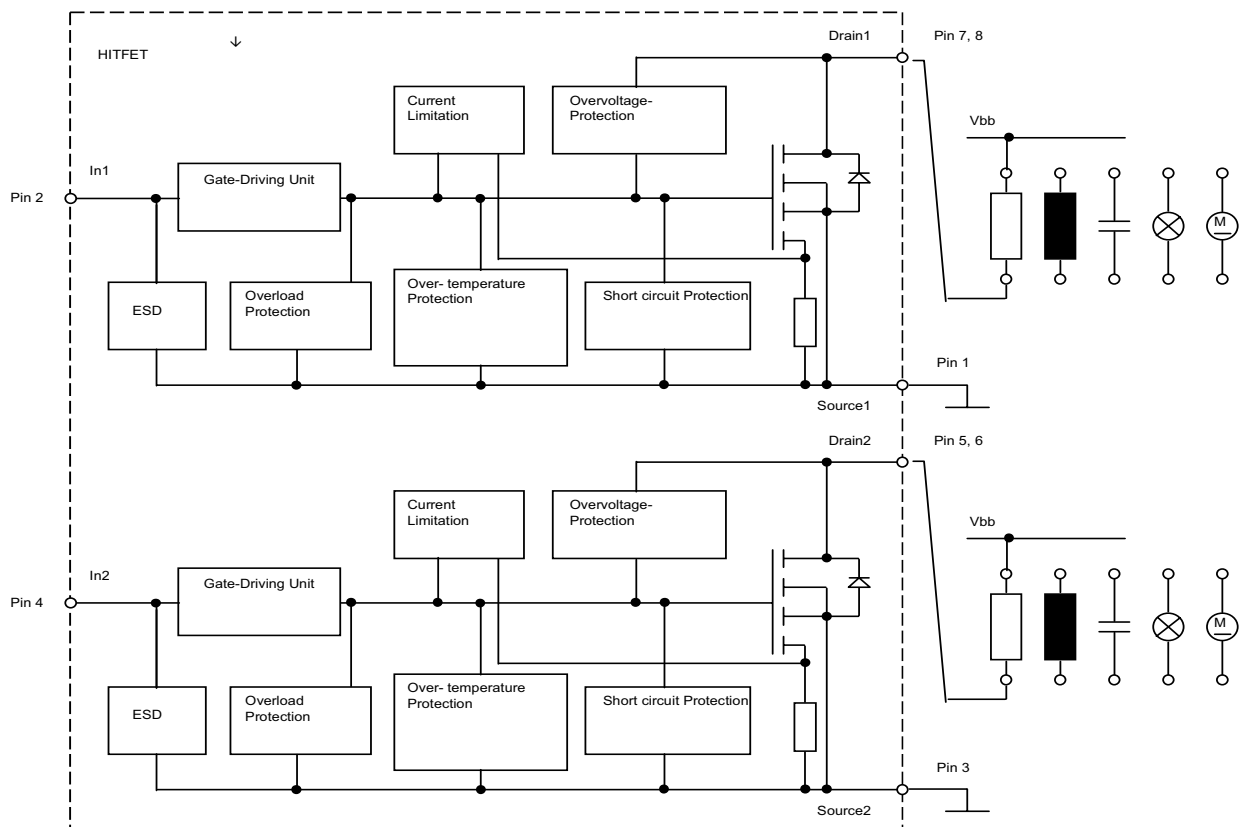 HITFET
Drain1
Pin 7, 8
Current
Limitation
Overvoltage-
Protection
Vbb
In1
Gate-Driving Unit
Pin 2
M
ESD
Overload
Protection
Over- temperature
Protection
Short circuit Protection
Pin 1
Source1
Drain2
Pin 5, 6
Current
Limitation
Overvoltage-
Protection
Vbb
In2
Gate-Driving Unit
Pin 4
M
ESD
Overload
Protection
Over- temperature
Protection
Short circuit Protection
Pin 3
Source2